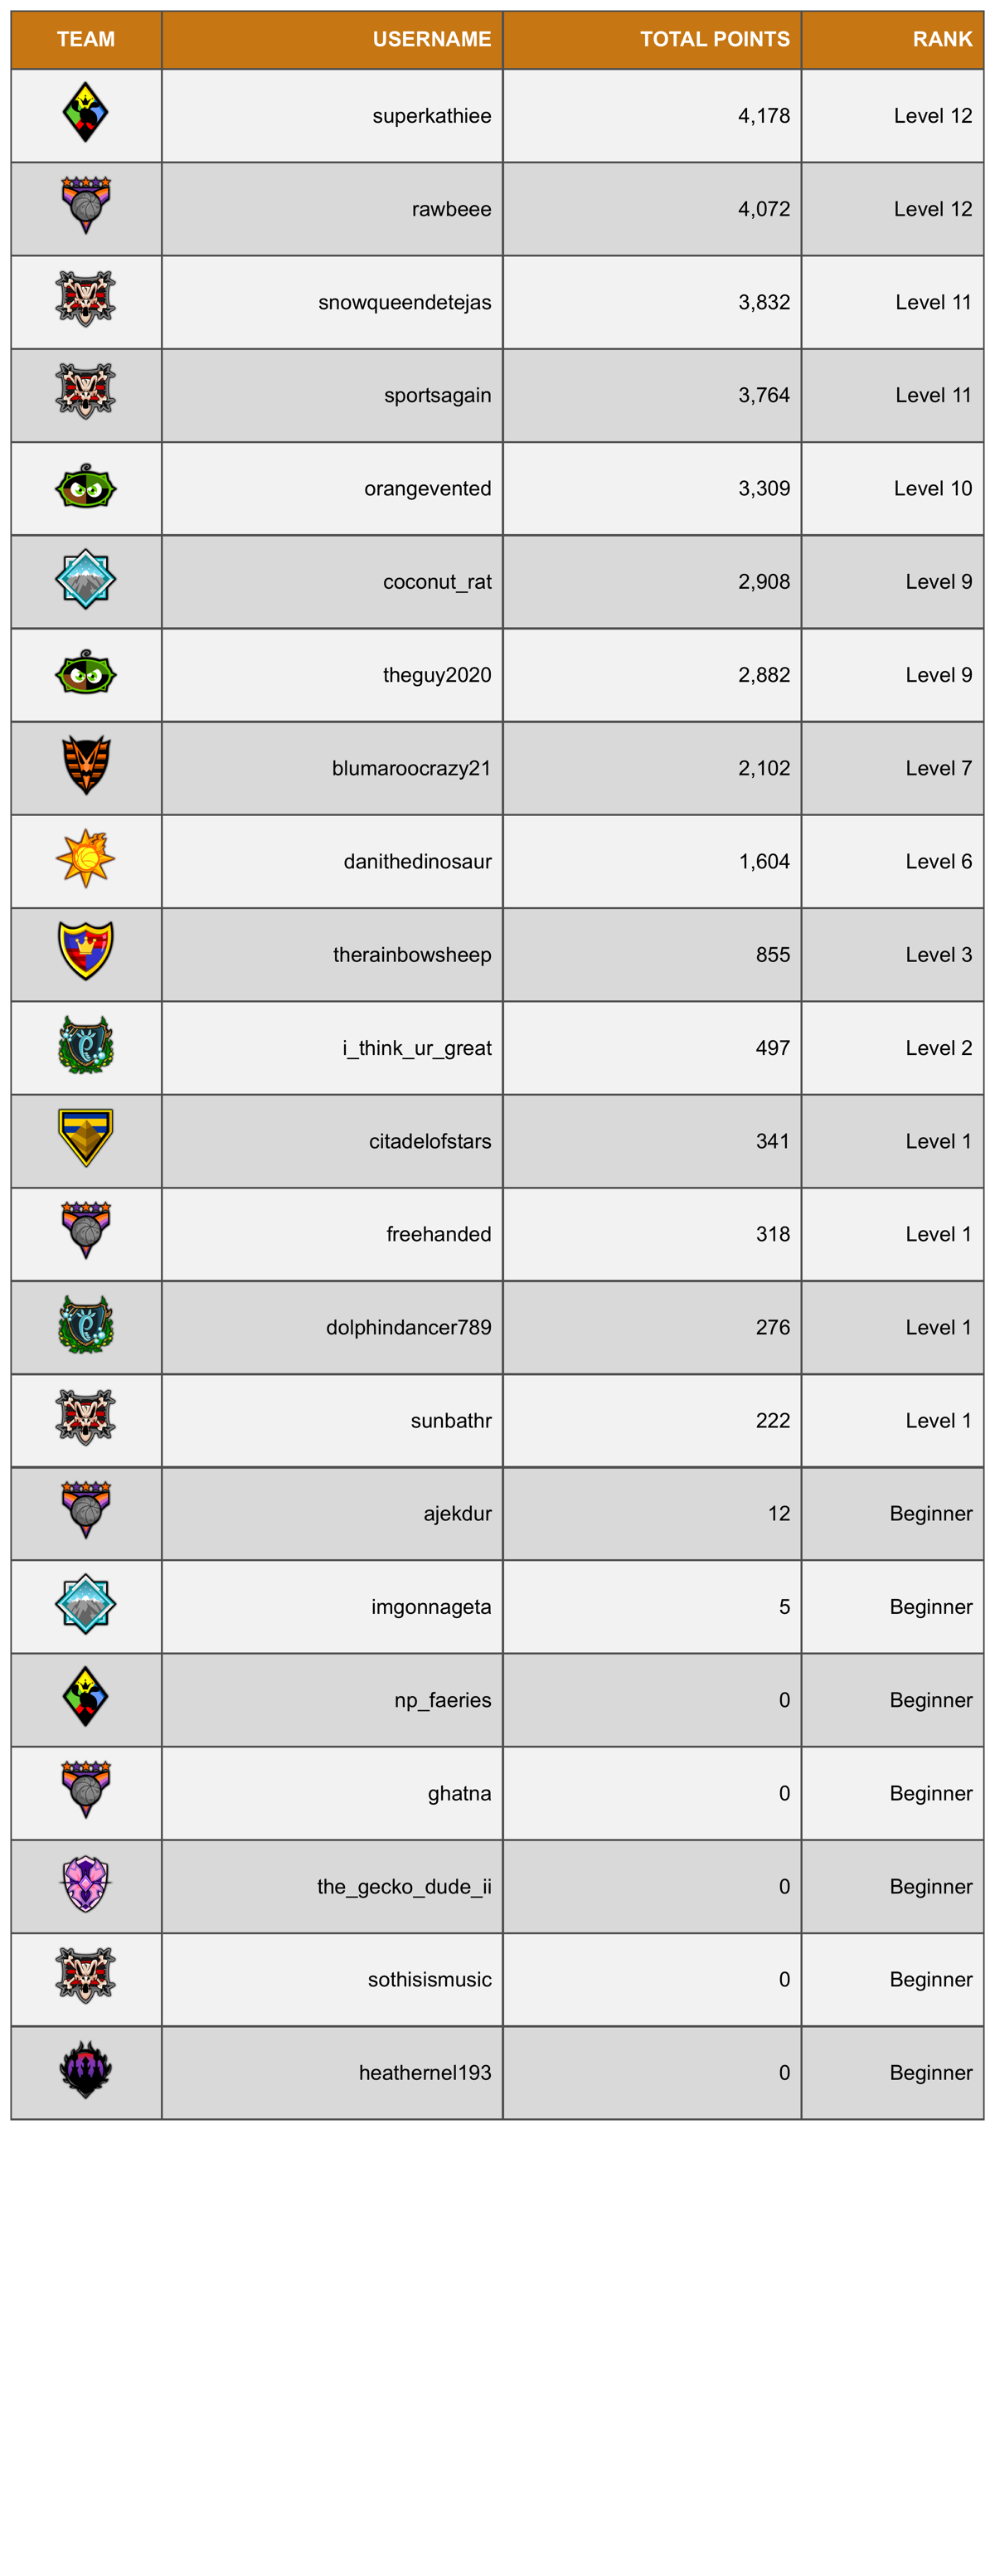 TEAM USERNAME TOTAL POINTS RANK
superkathiee 4,178 Level 12
rawbeee 4,072 Level 12
snowqueendetejas 3,832 Level 11
sportsagain 3,764 Level 11
orangevented 3,309 Level 10
coconut_rat 2,908 Level 9
theguy2020 2,882 Level 9
blumaroocrazy21 2,102 Level 7
danithedinosaur 1,604 Level 6
therainbowsheep 855 Level 3
i_think_ur_great 497 Level 2
citadelofstars 341 Level 1
freehanded 318 Level 1
dolphindancer789 276 Level 1
sunbathr 222 Level 1
ajekdur 12 Beginner
imgonnageta 5 Beginner
np_faeries 0 Beginner
ghatna 0 Beginner
the_gecko_dude_ii 0 Beginner
sothisismusic 0 Beginner
heathernel193 0 Beginner